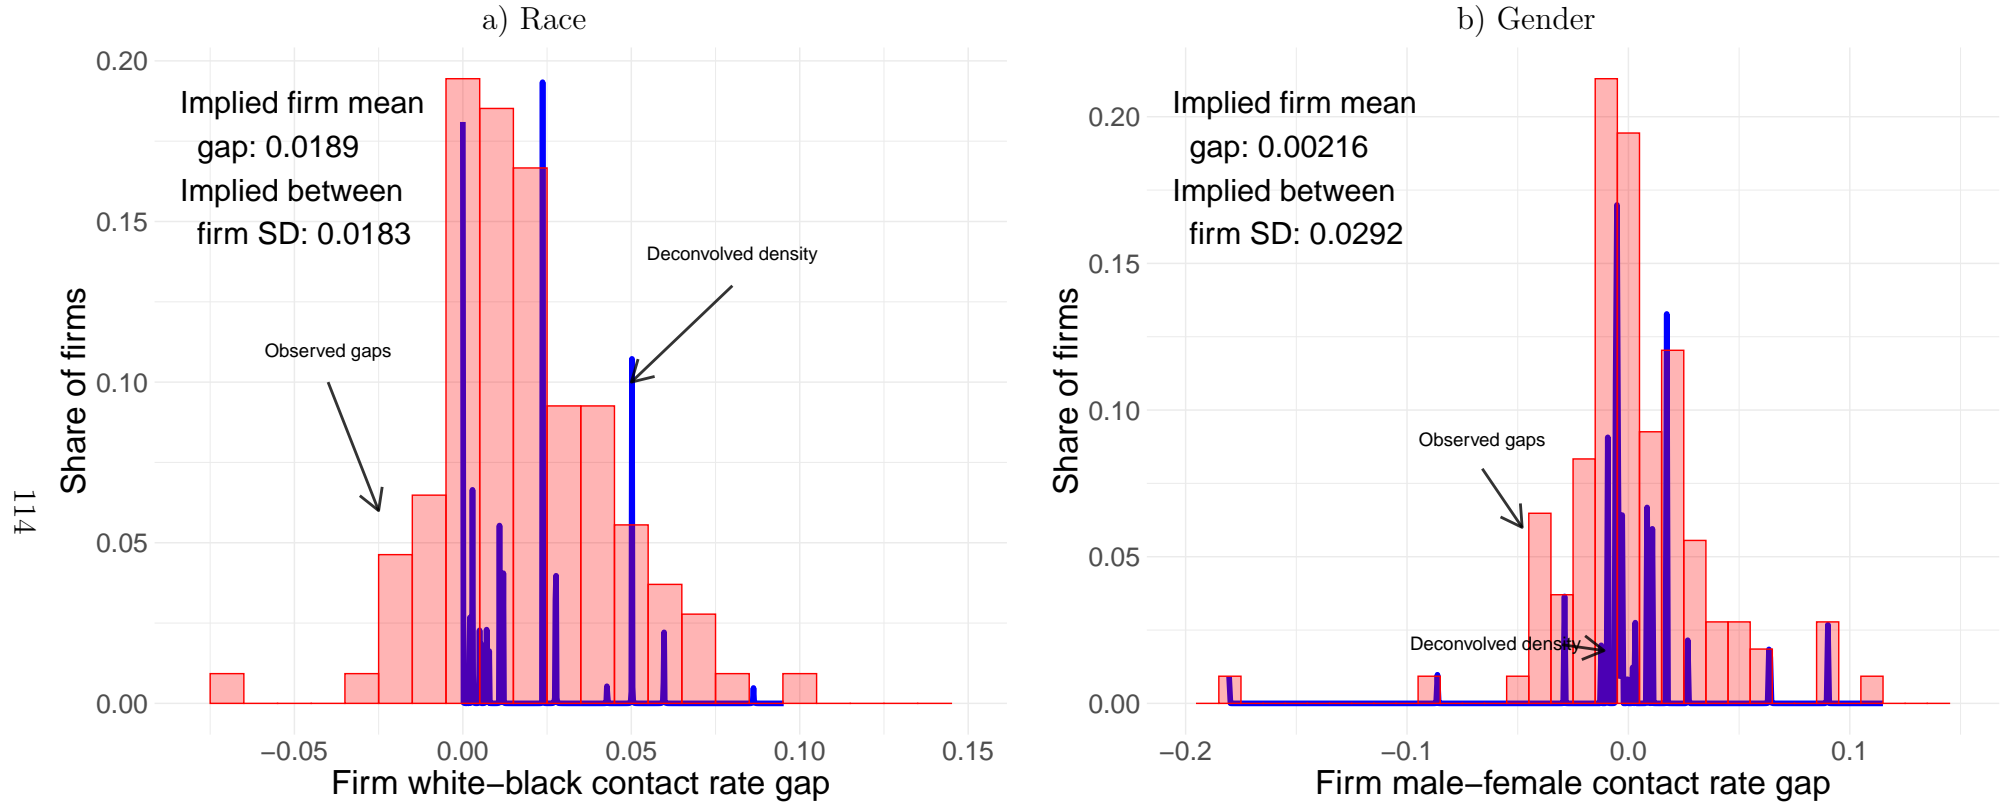 a) Race
0.20
0.15
0.10
0.05
0.00
Share of firms
Implied firm mean
gap: 0.0189
Implied between
firm SD: 0.0183
Observed gaps
Deconvolved density
−0.05
0.00
0.05
0.10
0.15
Firm white−black contact rate gap
b) Gender
0.20
0.15
0.10
0.05
0.00
Share of firms
Implied firm mean
gap: 0.00216
Implied between
firm SD: 0.0292
Observed gaps
Deconvolved density
−0.2
−0.1
0.0
0.1
Firm male−female contact rate gap
114